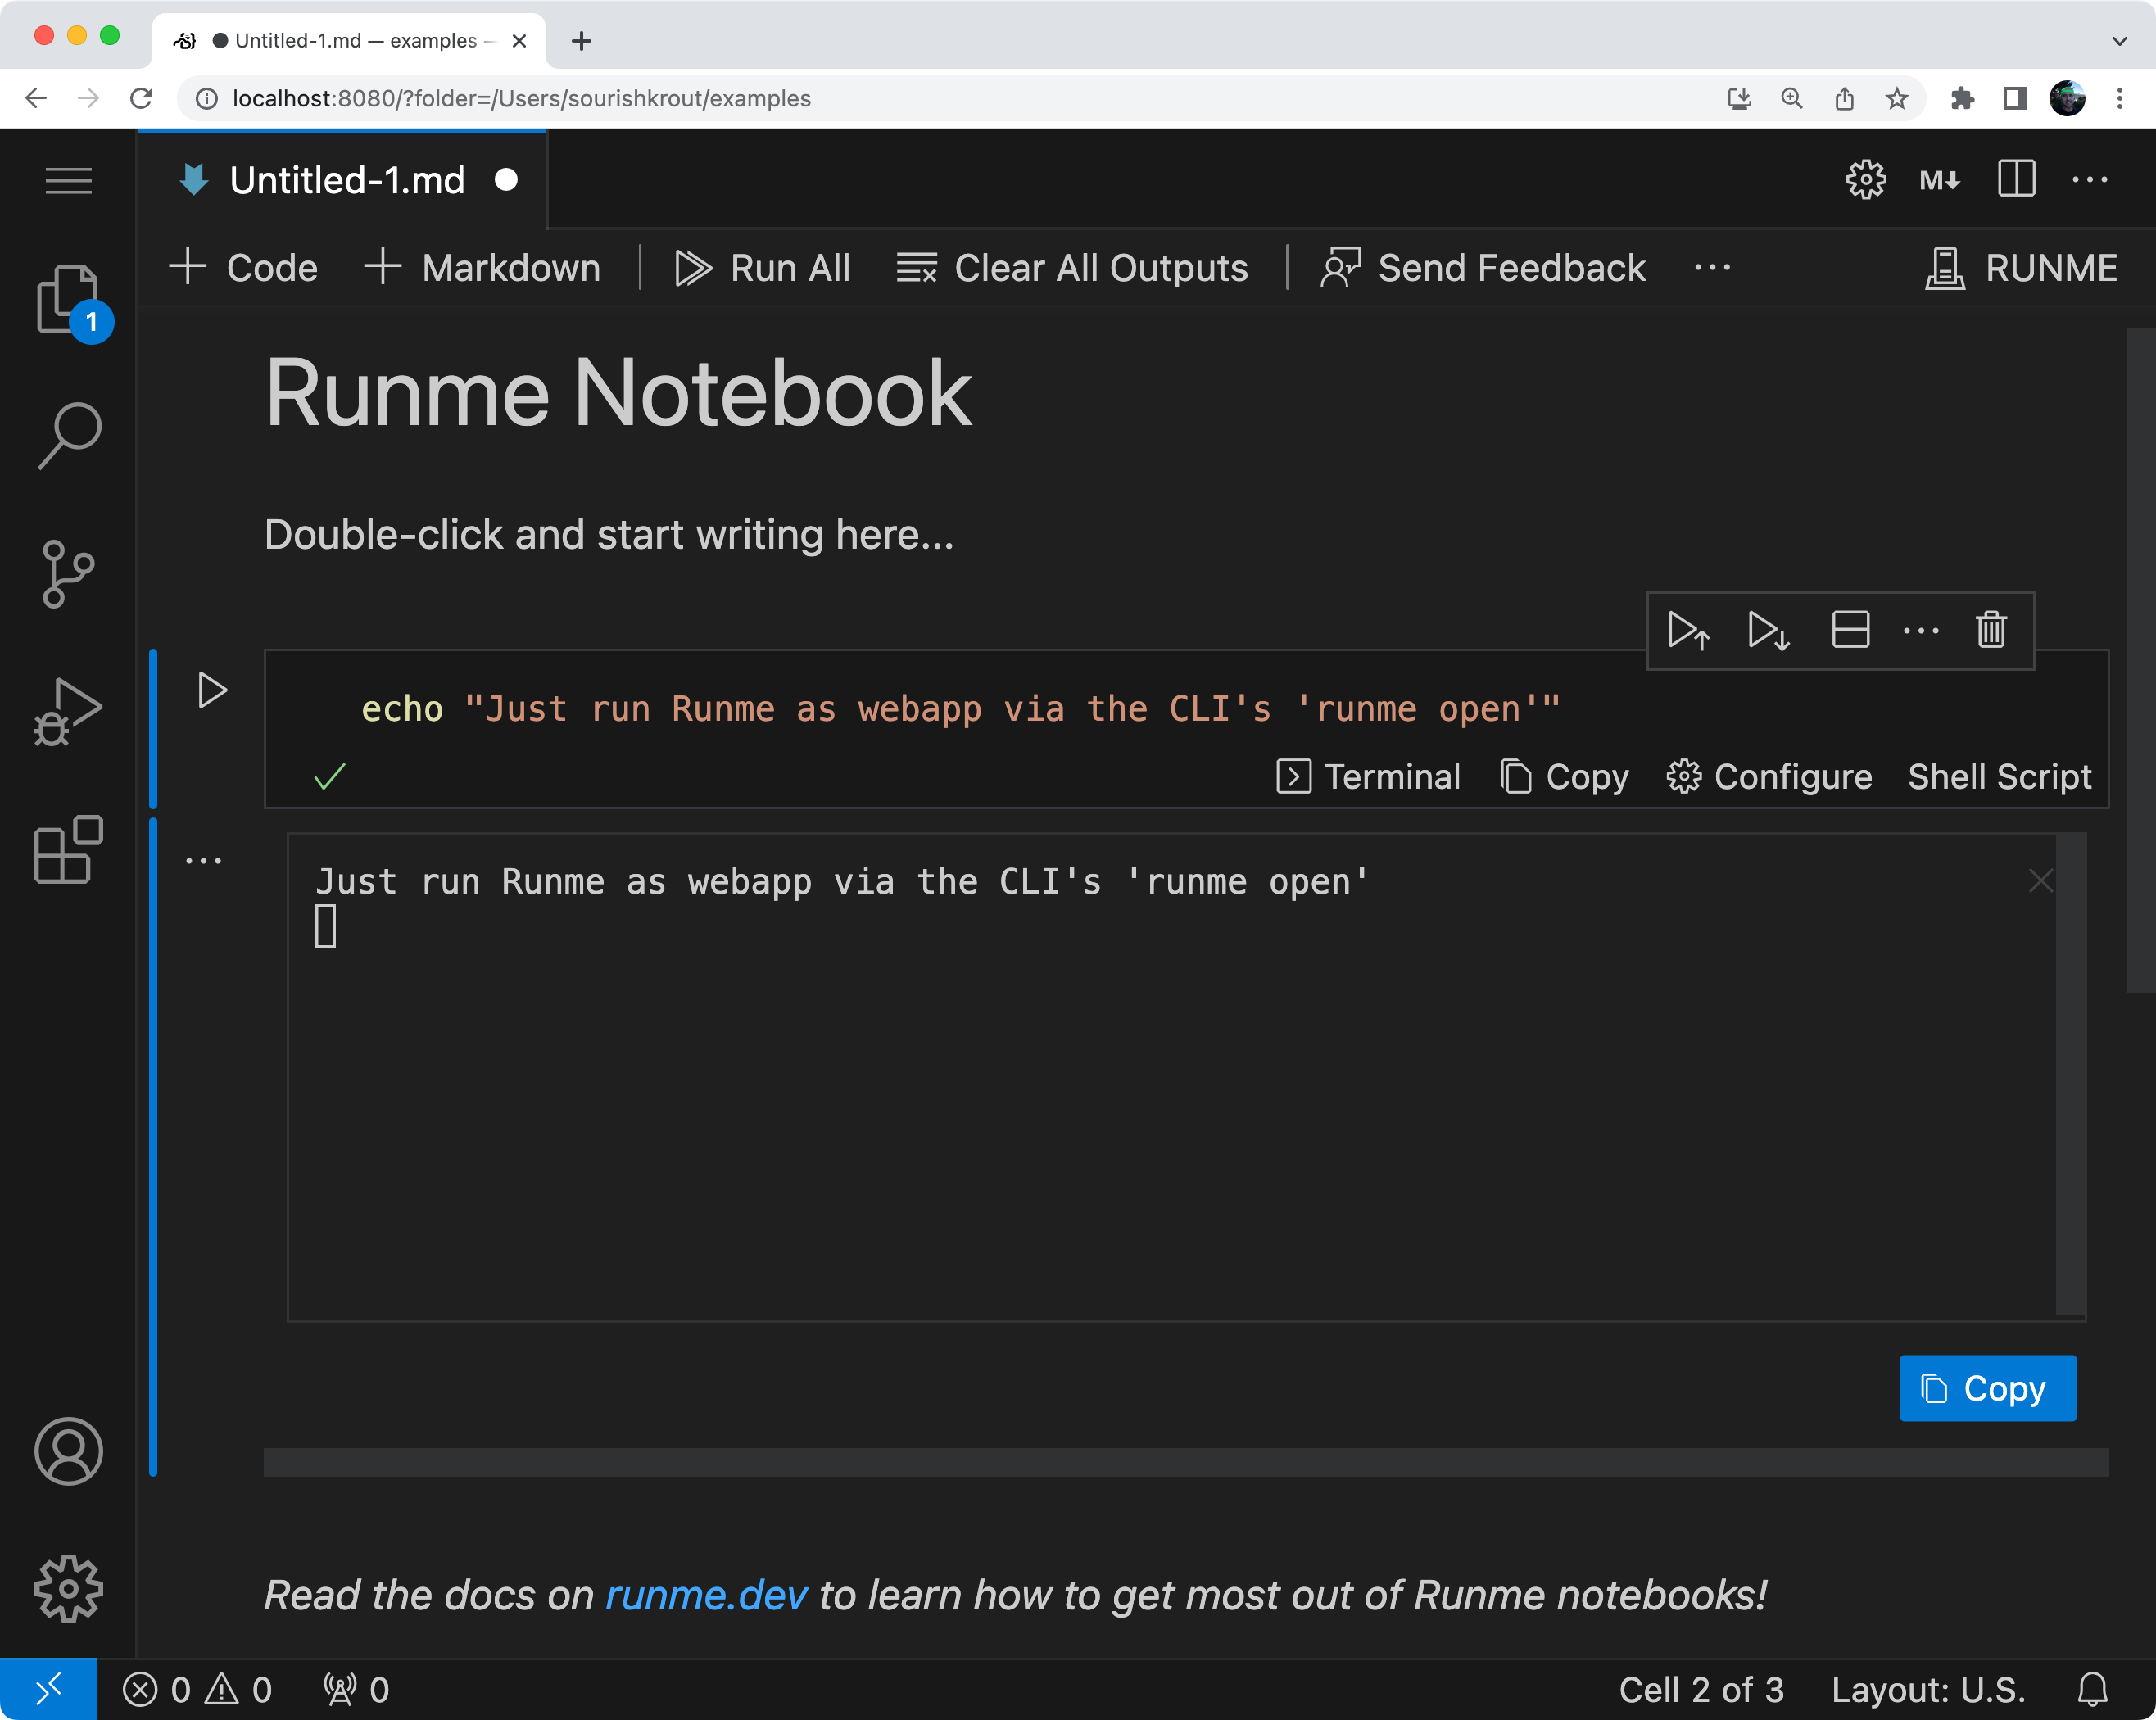 Untitled-1.md — examples —
localhost:8080/?folder=/Users/sourishkrout/examples
Untitled-1.md
Code Markdown Run All Clear All Outputs Send Feedback RUNME
1
Runme Notebook
Double-click and start writing here...
echo "Just run Runme as webapp via the CLI's 'runme open'"
Terminal Copy Configure Shell Script
Just run Runme as webapp via the CLI's 'runme open'
Copy
Read the docs on runme.dev to learn how to get most out of Runme notebooks!
0 0 0 Cell 2 of 3 Layout: U.S.